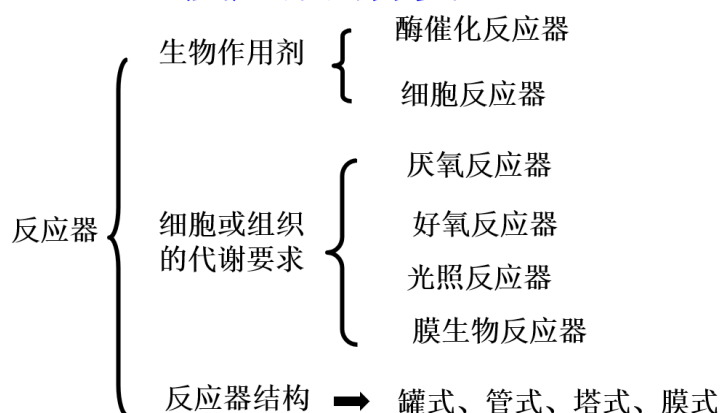 生物作用剂
酶催化反应器
细胞反应器
反应器
细胞或组织
的代谢要求
厌氧反应器
好氧反应器
光照反应器
膜生物反应器
反应器结构
罐式、管式、塔式、膜式